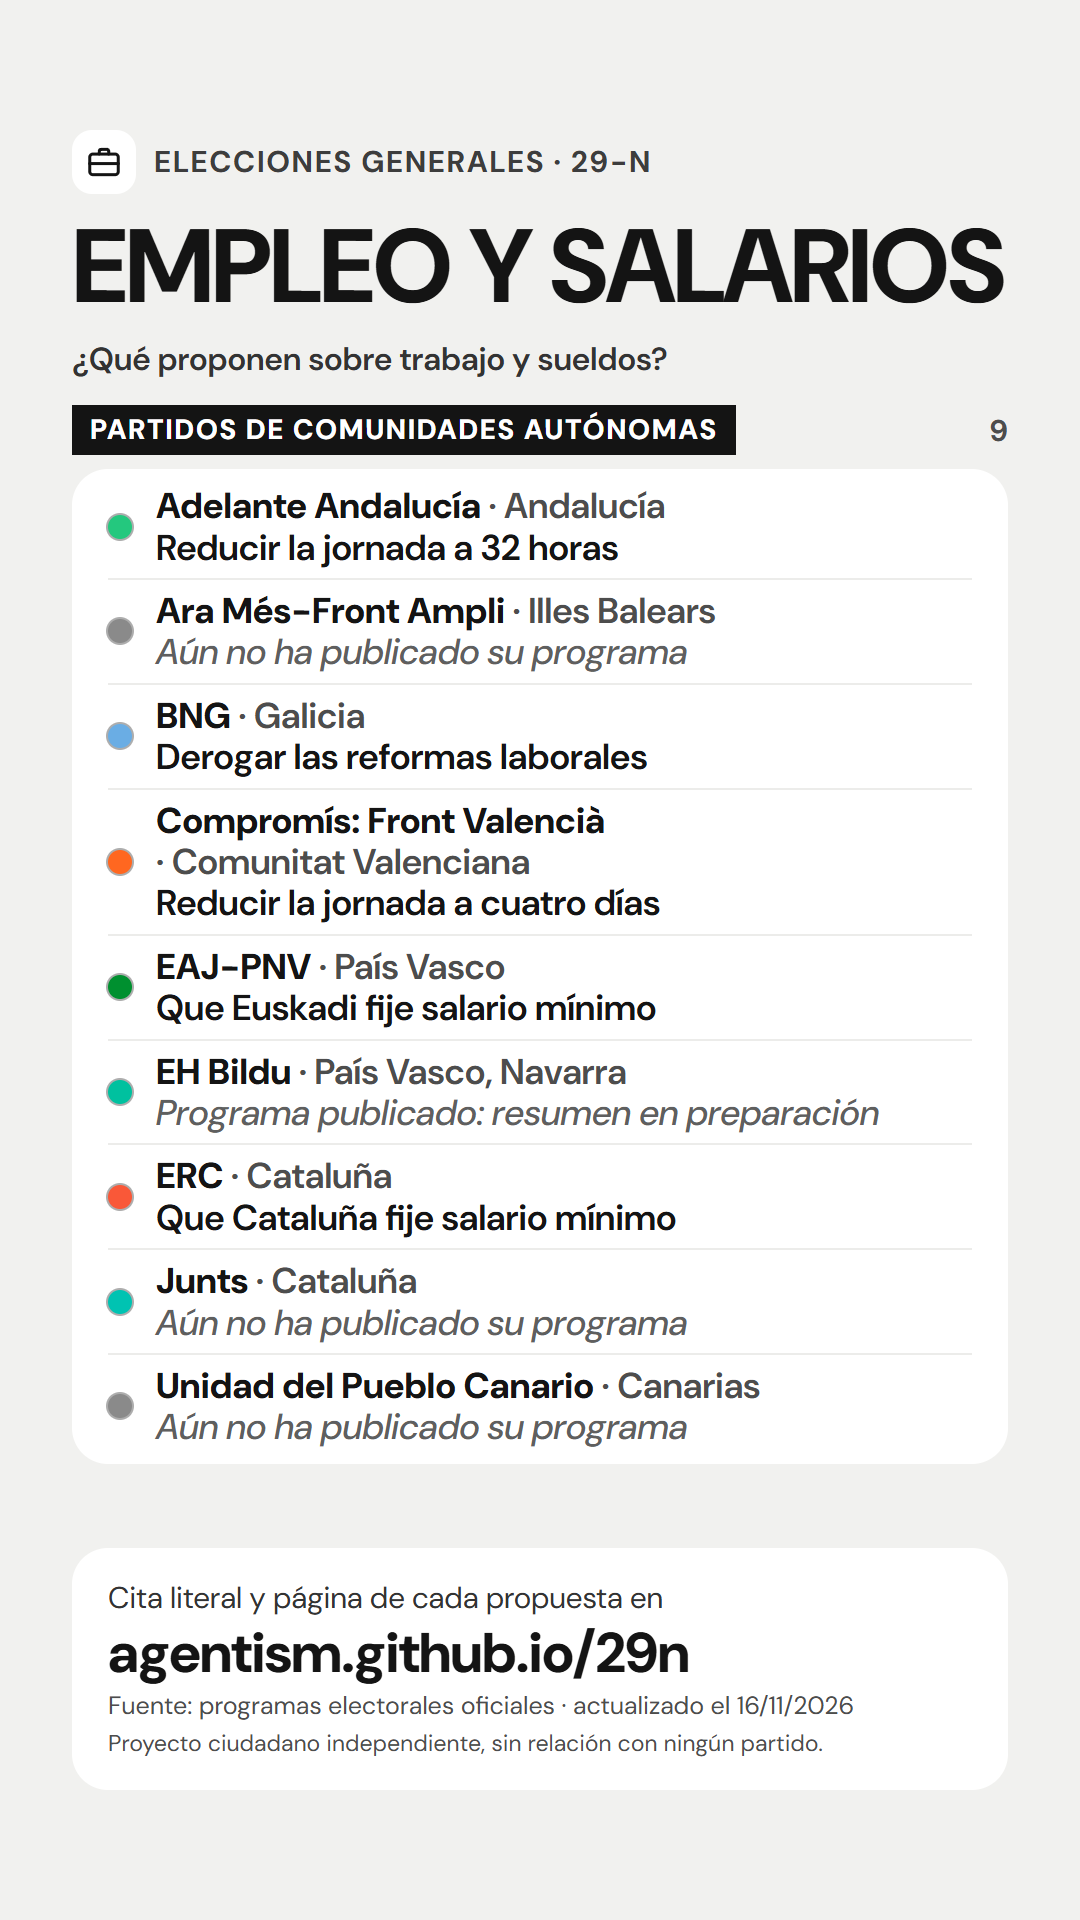 ELECCIONES GENERALES · 29-N
EMPLEO Y SALARIOS
¿Qué proponen sobre trabajo y sueldos?
PARTIDOS DE COMUNIDADES AUTÓNOMAS 9
Adelante Andalucía · Andalucía
Reducir la jornada a 32 horas
Ara Més-Front Ampli · Illes Balears
Aún no ha publicado su programa
BNG · Galicia
Derogar las reformas laborales
Compromís: Front Valencià
· Comunitat Valenciana
Reducir la jornada a cuatro días
EAJ-PNV · País Vasco
Que Euskadi fije salario mínimo
EH Bildu · País Vasco, Navarra
Programa publicado: resumen en preparación
ERC · Cataluña
Que Cataluña fije salario mínimo
Junts · Cataluña
Aún no ha publicado su programa
Unidad del Pueblo Canario · Canarias
Aún no ha publicado su programa
Cita literal y página de cada propuesta en
agentism.github.io/29n
Fuente: programas electorales oficiales · actualizado el 16/11/2026
Proyecto ciudadano independiente, sin relación con ningún partido.